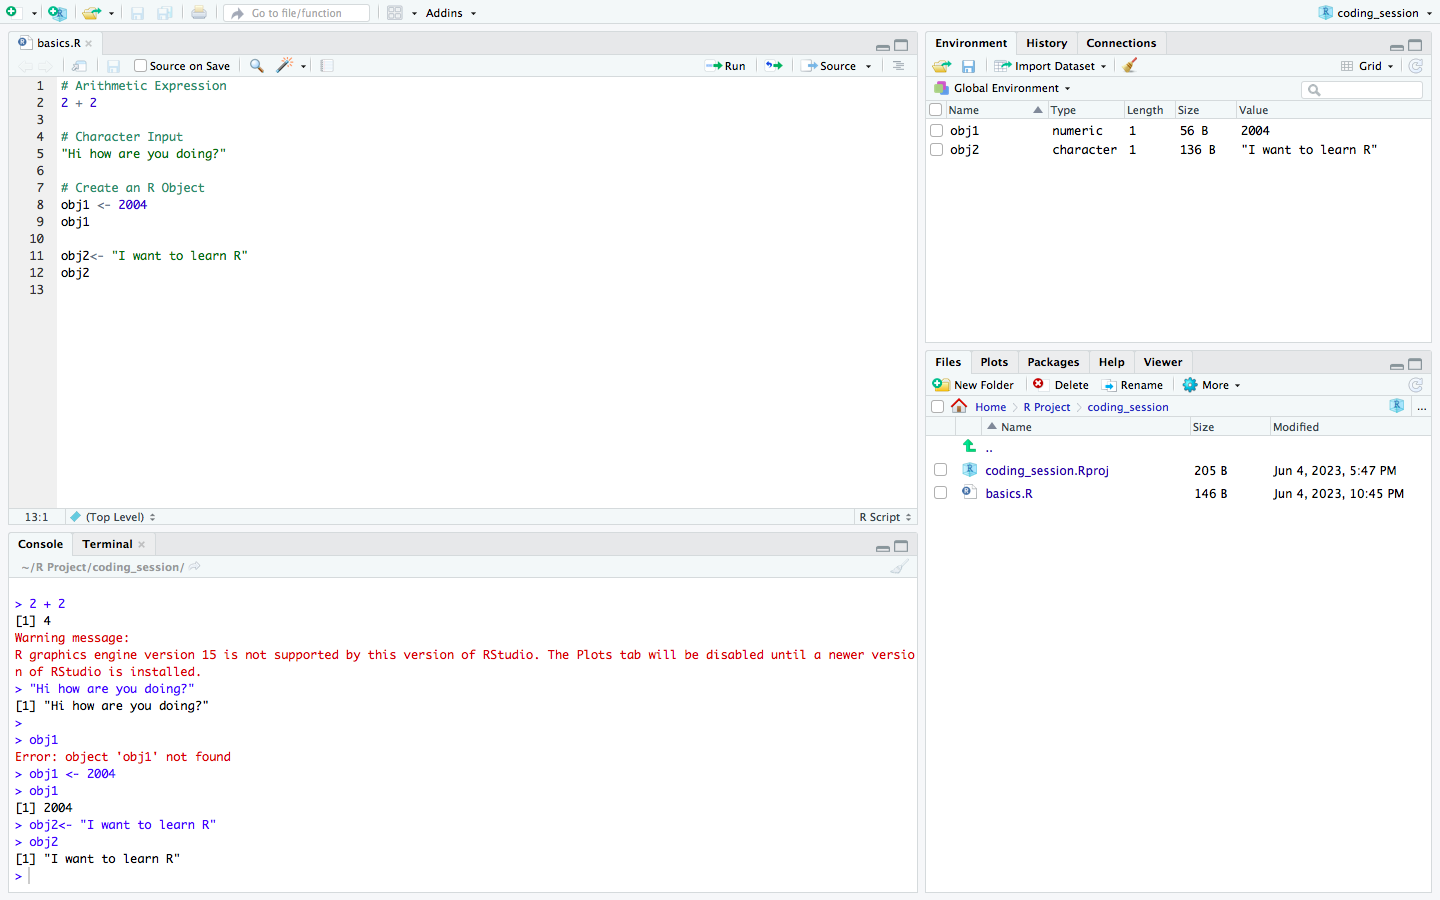 Go to file/function
Addins
coding_session
basics.R
Source on Save
Run
Source
1 # Arithmetic Expression
2 2 + 2
3
4 # Character Input
5 "Hi how are you doing?"
6
7 # Create an R Object
8 obj1 <- 2004
9 obj1
10
11 obj2<- "I want to learn R"
12 obj2
13
13:1 (Top Level) R Script
Console Terminal
~/R Project/coding_session/
> 2 + 2
[1] 4
Warning message:
R graphics engine version 15 is not supported by this version of RStudio. The Plots tab will be disabled until a newer versio
n of RStudio is installed.
> "Hi how are you doing?"
[1] "Hi how are you doing?"
>
> obj1
Error: object 'obj1' not found
> obj1 <- 2004
> obj1
[1] 2004
> obj2<- "I want to learn R"
> obj2
[1] "I want to learn R"
>
Environment History Connections
Import Dataset Grid
Global Environment
Name Type Length Size Value
obj1 numeric 1 56 B 2004
obj2 character 1 136 B "I want to learn R"
Files Plots Packages Help Viewer
New Folder Delete Rename More
Home R Project coding_session ...
Name Size Modified
..
coding_session.Rproj 205 B Jun 4, 2023, 5:47 PM
basics.R 146 B Jun 4, 2023, 10:45 PM